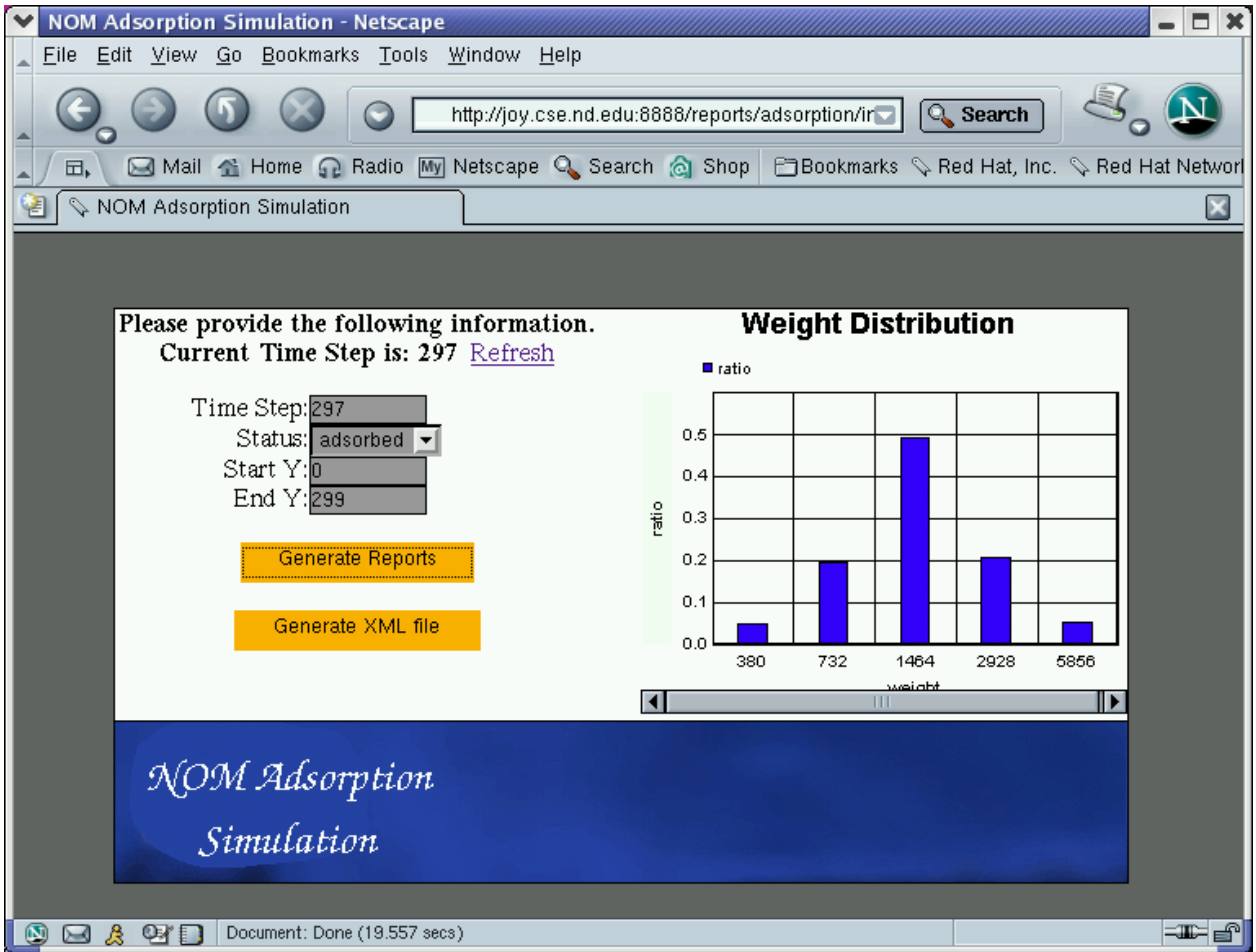 NOM Adsorption Simulation - Netscape
File Edit View Go Bookmarks Tools Window Help
http://joy.cse.nd.edu:8888/reports/adsorption/in
Search
N
Mail Home Radio My Netscape Search Shop Bookmarks Red Hat, Inc. Red Hat Network
NOM Adsorption Simulation
Please provide the following information.
Current Time Step is: 297 Refresh
Time Step: 297
Status: adsorbed
Start Y: 0
End Y: 299
Generate Reports
Generate XML file
Weight Distribution
ratio
ratio
0.5
0.4
0.3
0.2
0.1
0.0
380 732 1464 2928 5856
weight
NOM Adsorption
Simulation
Document: Done (19.557 secs)